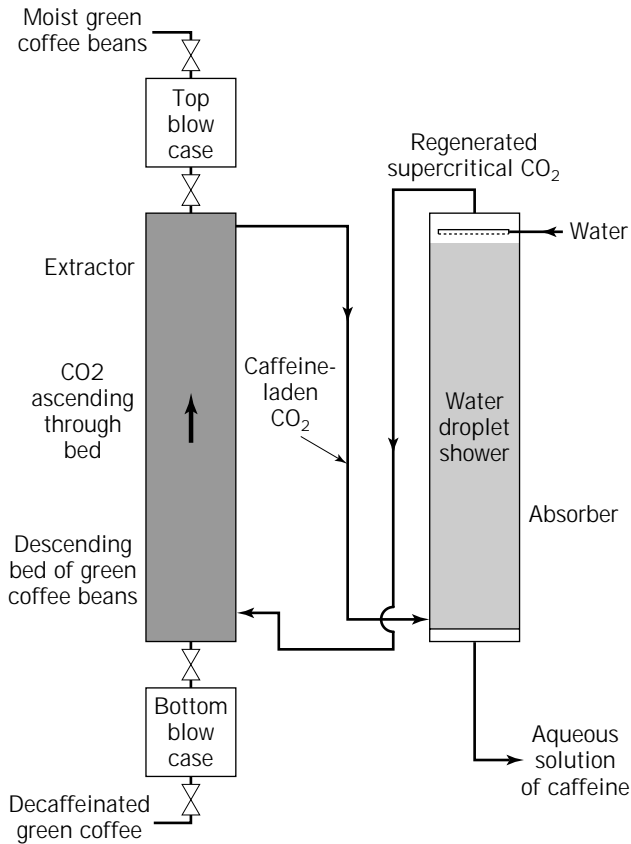 Moist green
coffee beans
Top
blow
case
Regenerated
supercritical CO₂
Water
Extractor
CO2
ascending
through
bed
Caffeine-
laden
CO₂
Water
droplet
shower
Absorber
Descending
bed of green
coffee beans
Bottom
blow
case
Aqueous
solution
of caffeine
Decaffeinated
green coffee